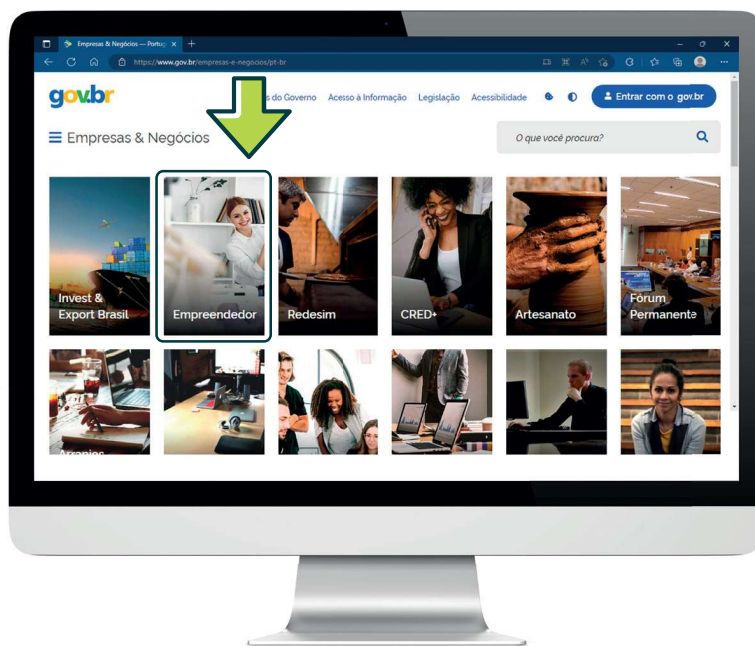 Empresas & Negócios — Portug
https://www.gov.br/empresas-e-negocios/pt-br
gov.br
do Governo Acesso à Informação Legislação Acessibilidade Entrar com o gov.br
Empresas & Negócios
O que você procura?
Invest &
Export Brasil
Empreendedor
Redesim
CRED+
Artesanato
Fórum
Permanente
Arranjos